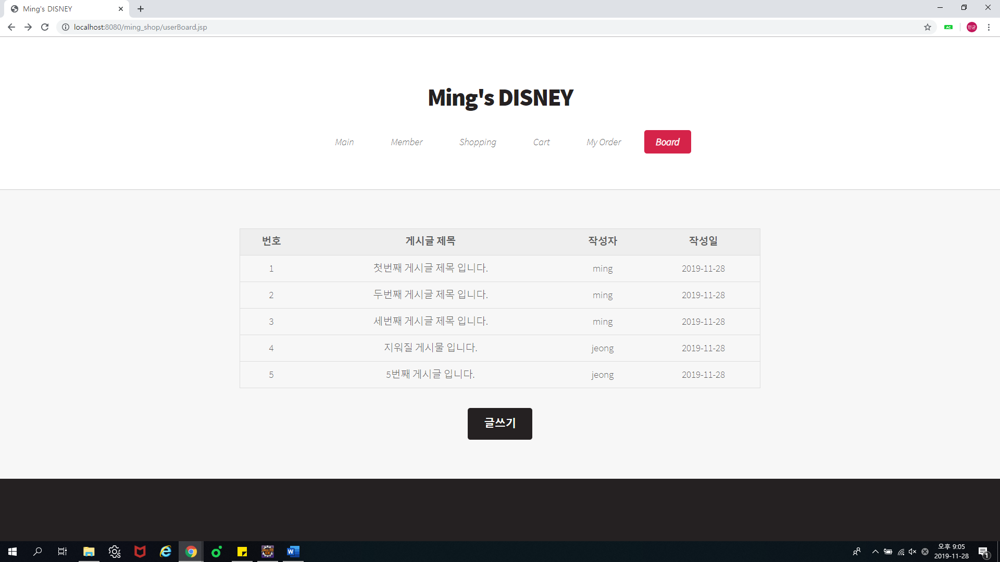 Ming's DISNEY
localhost:8080/ming_shop/userBoard.jsp
AC
민균
Ming's DISNEY
Main Member Shopping Cart My Order Board
번호 게시글 제목 작성자 작성일
1 첫번째 게시글 제목 입니다. ming 2019-11-28
2 두번째 게시글 제목 입니다. ming 2019-11-28
3 세번째 게시글 제목 입니다. ming 2019-11-28
4 지워질 게시물 입니다. jeong 2019-11-28
5 5번째 게시글 입니다. jeong 2019-11-28
글쓰기
오후 9:05
2019-11-28
1